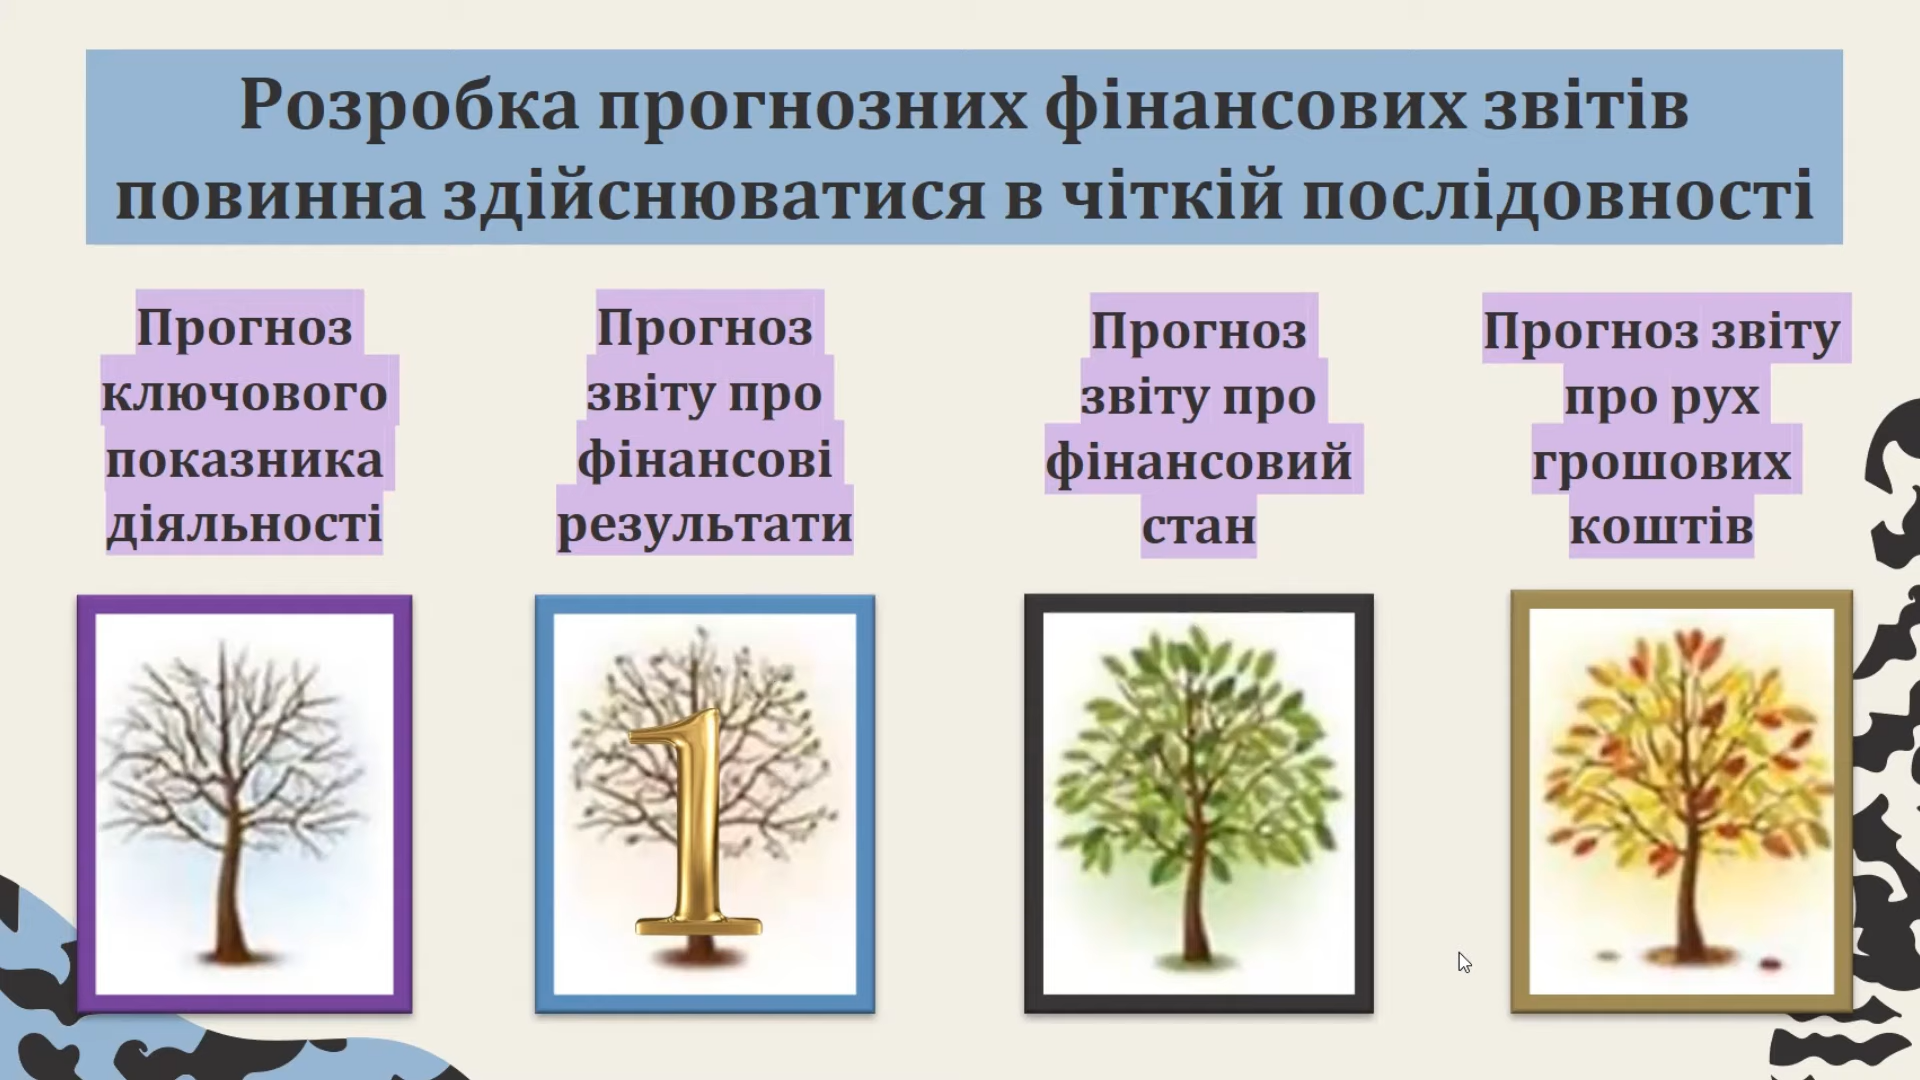 Розробка прогнозних фінансових звітів
повинна здійснюватися в чіткій послідовності
Прогноз
ключового
показника
діяльності
Прогноз
звіту про
фінансові
результати
Прогноз
звіту про
фінансовий
стан
Прогноз звіту
про рух
грошових
коштів
1